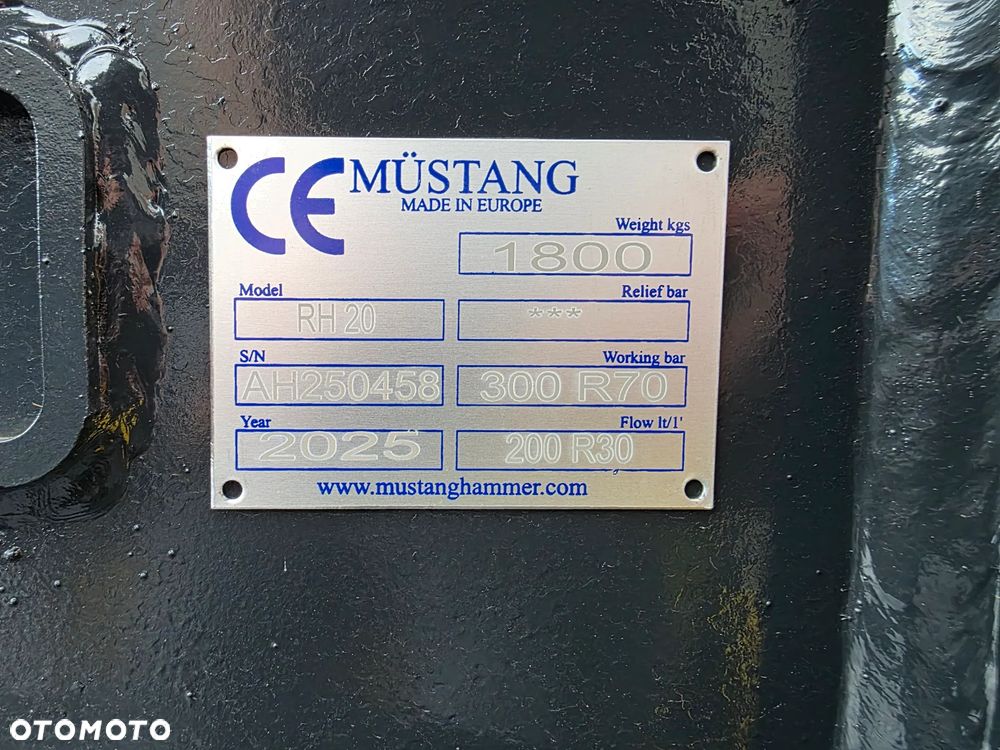 CE MÜSTANG
MADE IN EUROPE
Weight kgs
1800
Model
RH 20
Relief bar
***
S/N
AH250458
Working bar
300 R70
Year
2025
Flow lt/1'
200 R30
www.mustanghammer.com
OTOMOTO